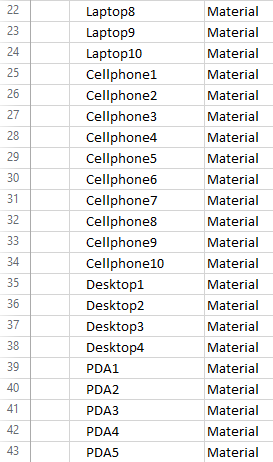 22 Laptop8 Material
23 Laptop9 Material
24 Laptop10 Material
25 Cellphone1 Material
26 Cellphone2 Material
27 Cellphone3 Material
28 Cellphone4 Material
29 Cellphone5 Material
30 Cellphone6 Material
31 Cellphone7 Material
32 Cellphone8 Material
33 Cellphone9 Material
34 Cellphone10 Material
35 Desktop1 Material
36 Desktop2 Material
37 Desktop3 Material
38 Desktop4 Material
39 PDA1 Material
40 PDA2 Material
41 PDA3 Material
42 PDA4 Material
43 PDA5 Material